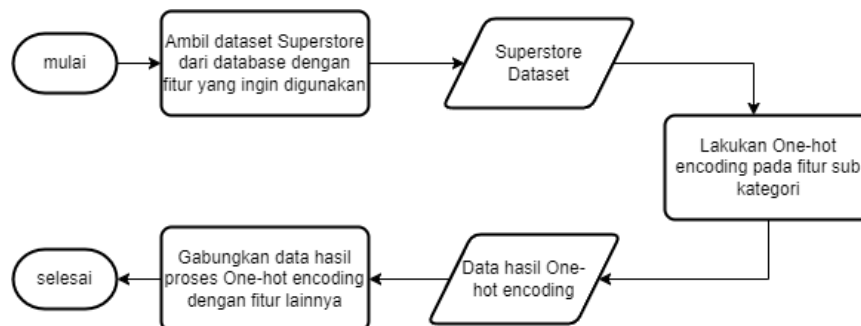 mulai
Ambil dataset Superstore
dari database dengan
fitur yang ingin digunakan
Superstore
Dataset
Lakukan One-hot
encoding pada fitur sub
kategori
Data hasil One-
hot encoding
Gabungkan data hasil
proses One-hot encoding
dengan fitur lainnya
selesai